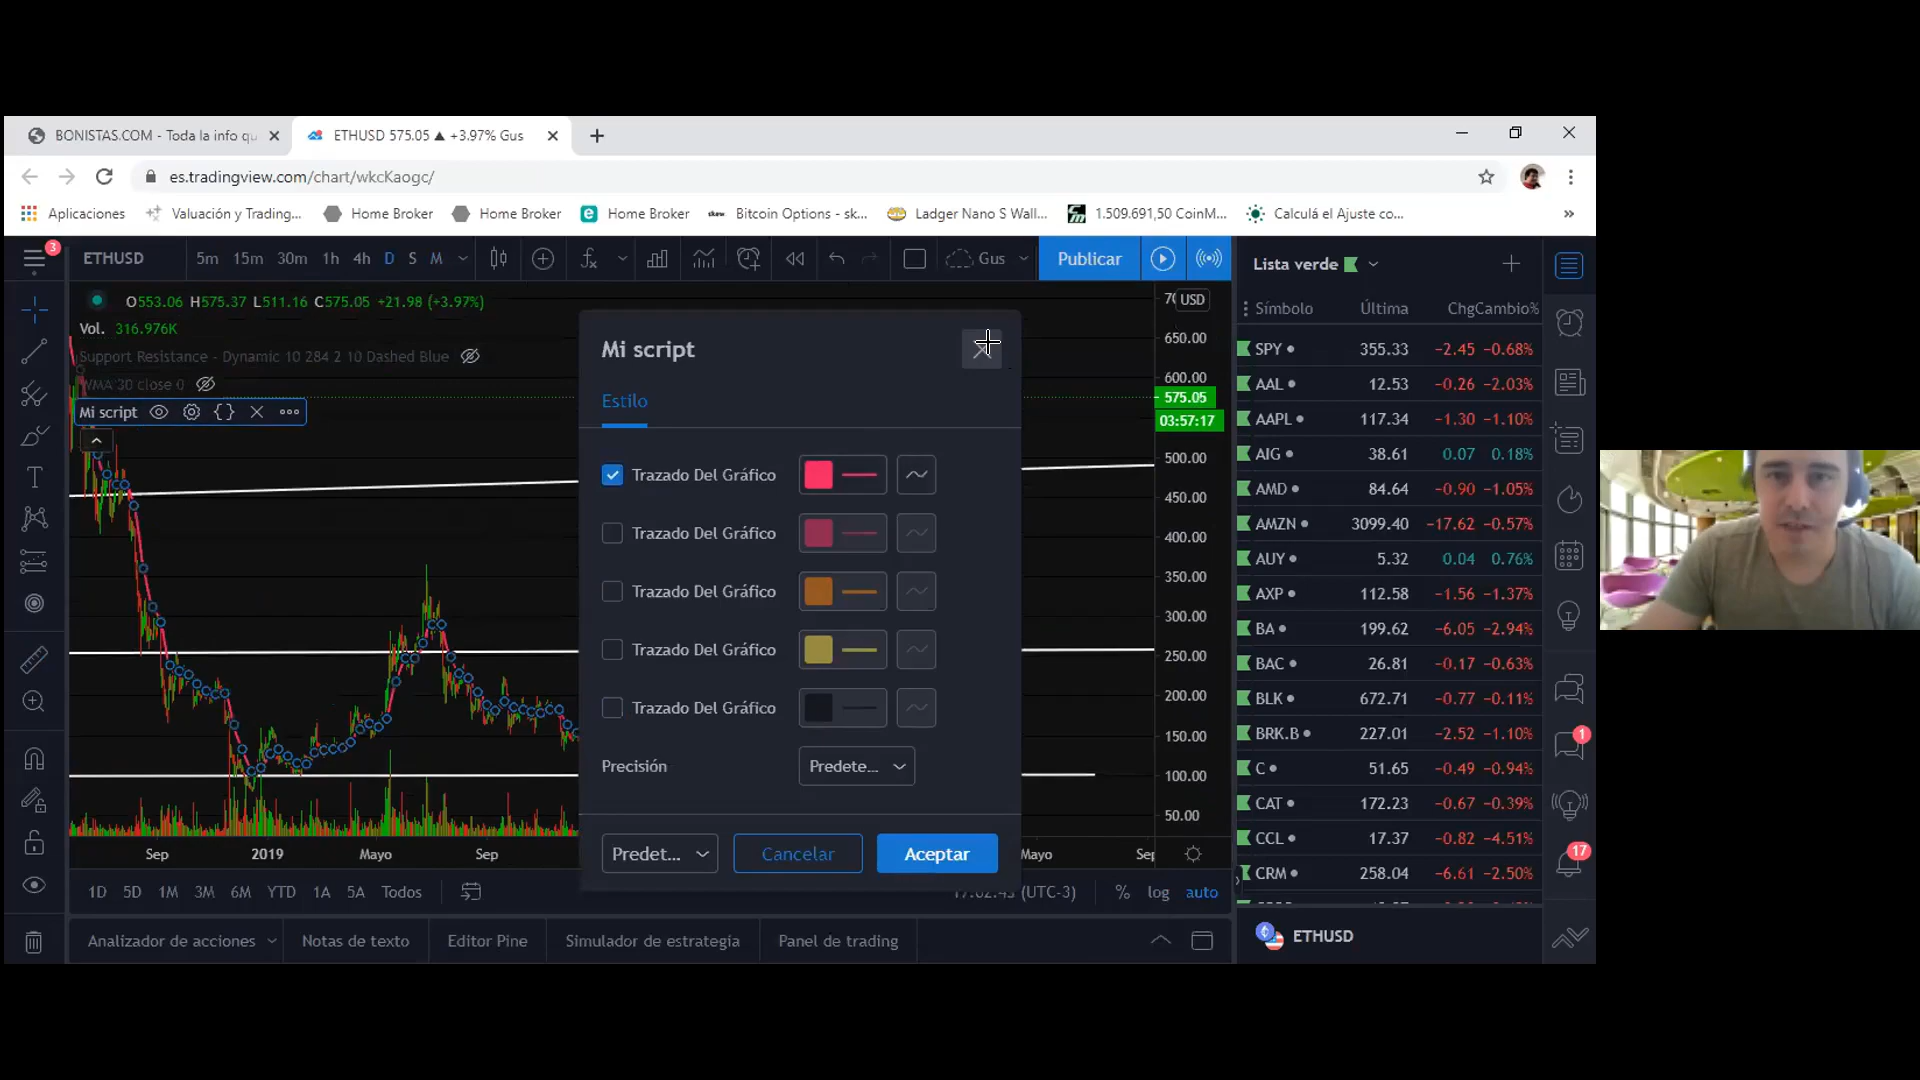 BONISTAS.COM - Toda la info qu
ETHUSD 575.05 ▲ +3.97% Gus
es.tradingview.com/chart/wkcKaogc/
Aplicaciones
Valuación y Trading...
Home Broker
Home Broker
Home Broker
skew
Bitcoin Options - sk...
Ladger Nano S Wall...
1.509.691,50 CoinM...
Calculá el Ajuste co...
»
3
ETHUSD
5m 15m 30m 1h 4h D S M
Gus
Publicar
Lista verde
O553.06 H575.37 L511.16 C575.05 +21.98 (+3.97%)
Vol. 316.976K
Support Resistance - Dynamic 10 284 2 10 Dashed Blue
WMA 30 close 0
Mi script
Mi script
Estilo
Trazado Del Gráfico
Trazado Del Gráfico
Trazado Del Gráfico
Trazado Del Gráfico
Trazado Del Gráfico
Precisión
Predete...
Predet...
Cancelar
Aceptar
USD
650.00
600.00
575.05
03:57:17
500.00
450.00
400.00
350.00
300.00
250.00
200.00
150.00
100.00
50.00
Sep 2019 Mayo Sep Mayo Sep
1D 5D 1M 3M 6M YTD 1A 5A Todos
(UTC-3) % log auto
Analizador de acciones
Notas de texto
Editor Pine
Simulador de estrategia
Panel de trading
Símbolo Última Chg Cambio%
SPY 355.33 −2.45 −0.68%
AAL 12.53 −0.26 −2.03%
AAPL 117.34 −1.30 −1.10%
AIG 38.61 0.07 0.18%
AMD 84.64 −0.90 −1.05%
AMZN 3099.40 −17.62 −0.57%
AUY 5.32 0.04 0.76%
AXP 112.58 −1.56 −1.37%
BA 199.62 −6.05 −2.94%
BAC 26.81 −0.17 −0.63%
BLK 672.71 −0.77 −0.11%
BRK.B 227.01 −2.52 −1.10%
C 51.65 −0.49 −0.94%
CAT 172.23 −0.67 −0.39%
CCL 17.37 −0.82 −4.51%
CRM 258.04 −6.61 −2.50%
ETHUSD
1
17